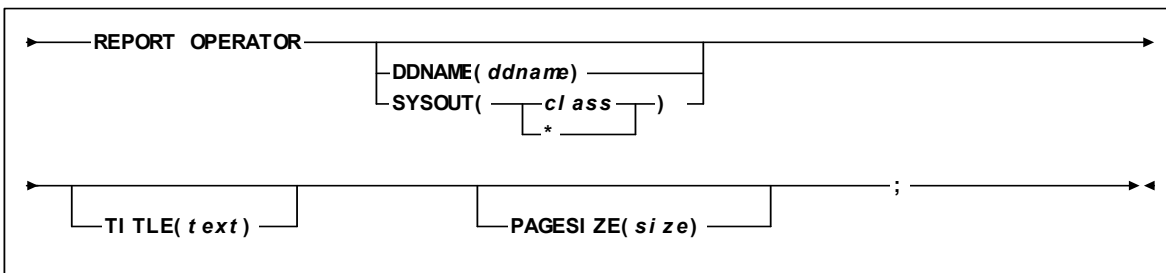 REPORT OPERATOR
DDNAME( ddname)
SYSOUT( class )
*
;
TITLE( text) PAGESIZE( size)